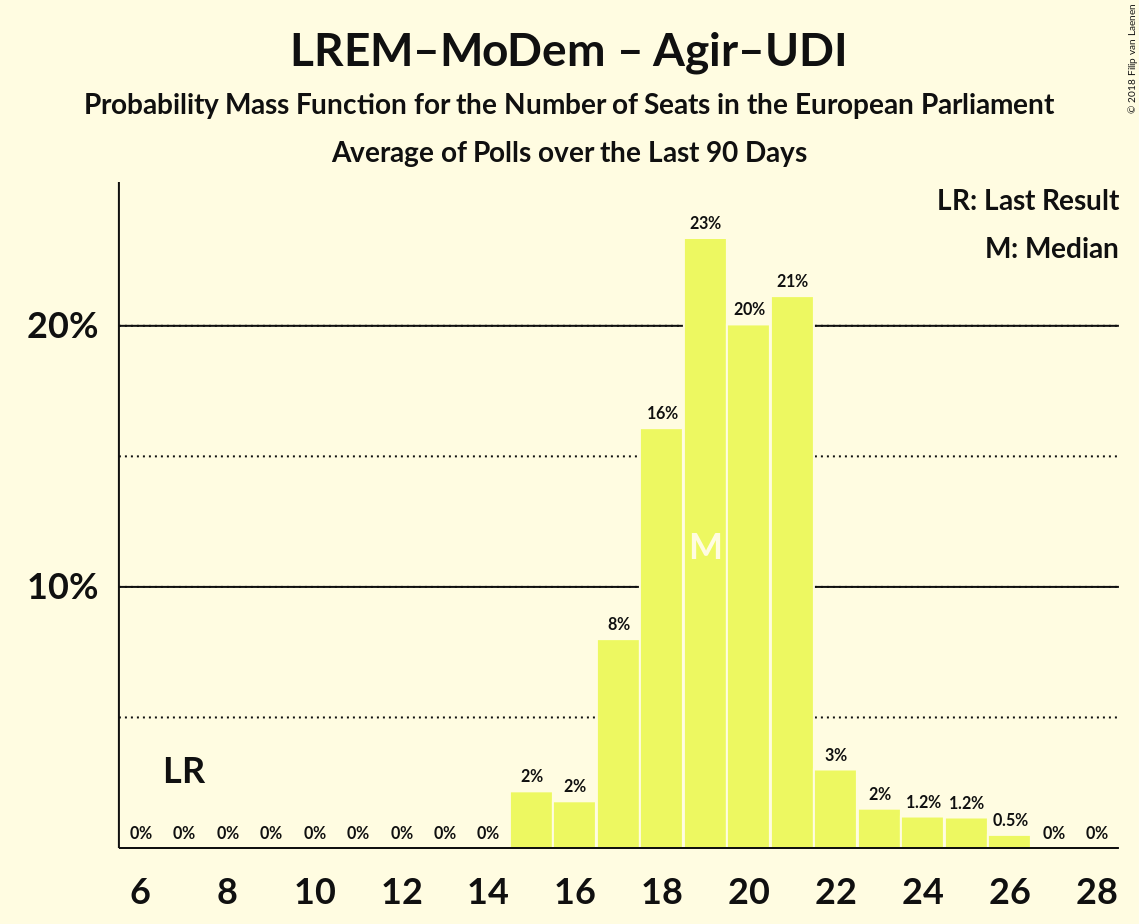 LREM–MoDem – Agir–UDI
Probability Mass Function for the Number of Seats in the European Parliament
Average of Polls over the Last 90 Days
© 2018 Filip van Laenen
LR: Last Result
M: Median
23%
21%
20%
20%
16%
M
10%
8%
LR
3%
2%
2%
2%
1.2%
1.2%
0.5%
0% 0% 0% 0% 0% 0% 0% 0% 0% 0% 0%
6 8 10 12 14 16 18 20 22 24 26 28